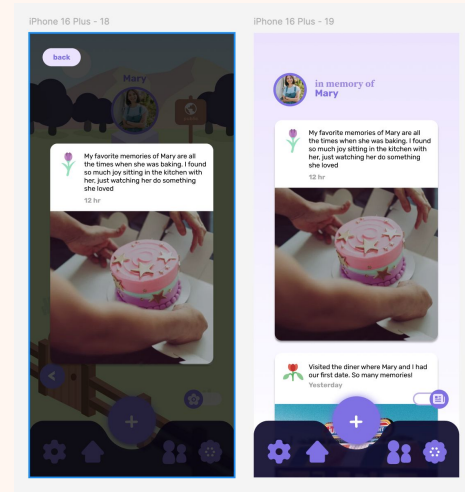 iPhone 16 Plus - 18
back
Mary
My favorite memories of Mary are all
the times when she was baking. I found
so much joy sitting in the kitchen with
her, just watching her do something
she loved
12 hr
iPhone 16 Plus - 19
in memory of
Mary
My favorite memories of Mary are all
the times when she was baking. I found
so much joy sitting in the kitchen with
her, just watching her do something
she loved
12 hr
Visited the diner where Mary and I had
our first date. So many memories!
Yesterday